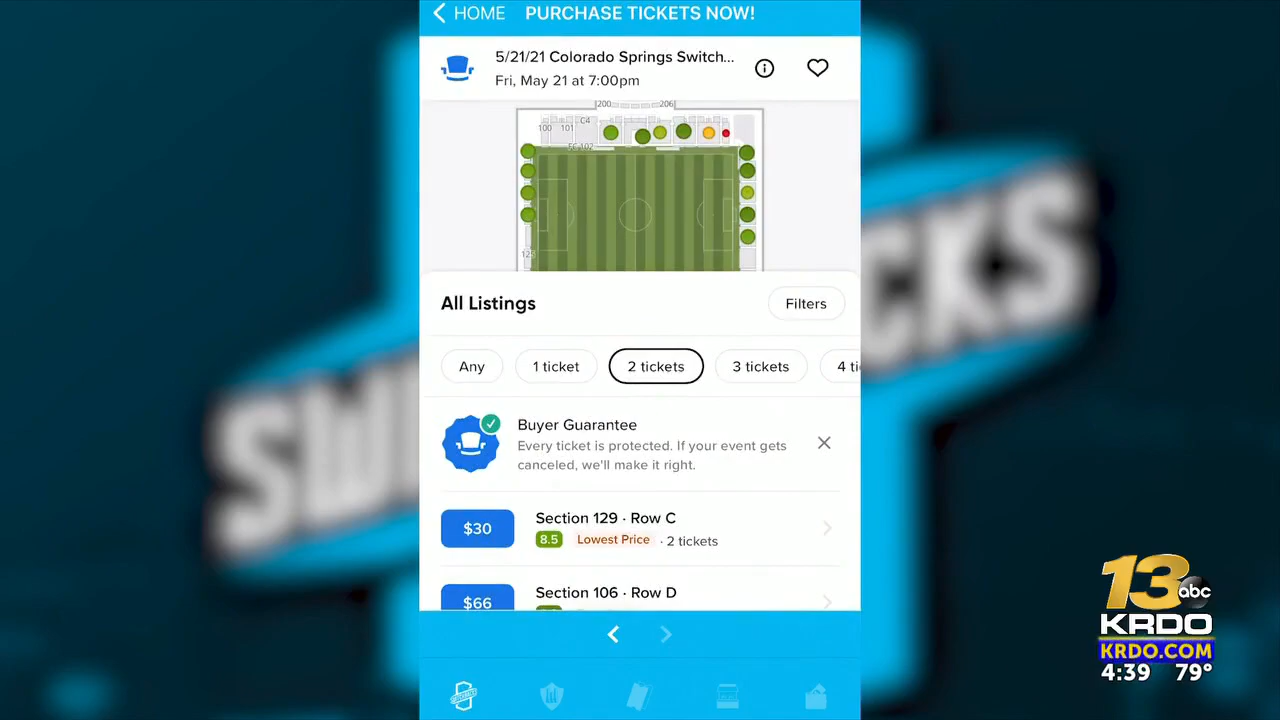 HOME PURCHASE TICKETS NOW!
5/21/21 Colorado Springs Switch...
Fri, May 21 at 7:00pm
200 206
C4
100 101
All Listings
Filters
Any
1 ticket
2 tickets
3 tickets
Buyer Guarantee
Every ticket is protected. If your event gets
canceled, we'll make it right.
$30
Section 129 · Row C
8.5 Lowest Price · 2 tickets
$66
Section 106 · Row D
13
abc
KRDO
KRDO.COM
4:39 79°